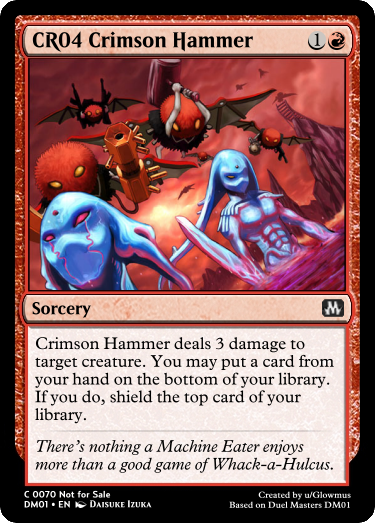 CR04 Crimson Hammer 1
Sorcery
Crimson Hammer deals 3 damage to
target creature. You may put a card from
your hand on the bottom of your library.
If you do, shield the top card of your
library.
There's nothing a Machine Eater enjoys
more than a good game of Whack-a-Hulcus.
C 0070 Not for Sale
DM01 • EN Daisuke Izuka
Created by u/Glowmus
Based on Duel Masters DM01